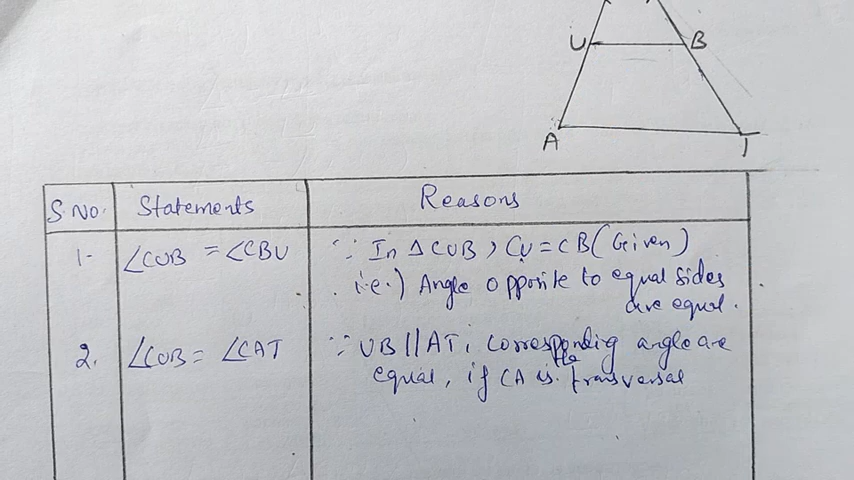 U B
A T
S. No. Statements Reasons
1- ∠CUB = ∠CBU ∵ In △CUB, CU = CB (Given)
i.e.) Angle opposite to equal sides
are equal.
2. ∠CUB = ∠CAT ∵ UB || AT, corresponding angle are
equal, if CA is the transversal